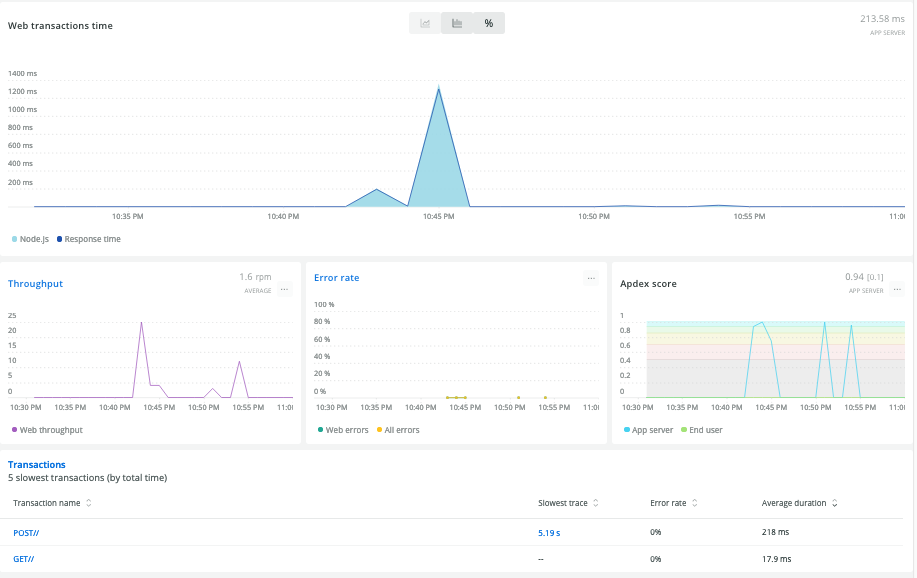 Web transactions time
%
213.58 ms
APP SERVER
1400 ms
1200 ms
1000 ms
800 ms
600 ms
400 ms
200 ms
10:35 PM 10:40 PM 10:45 PM 10:50 PM 10:55 PM 11:0
Node.js Response time
Throughput
1.6 rpm
AVERAGE
...
25
20
15
10
5
0
10:30 PM 10:35 PM 10:40 PM 10:45 PM 10:50 PM 10:55 PM 11:0
Web throughput
Error rate
...
100 %
80 %
60 %
40 %
20 %
0 %
10:30 PM 10:35 PM 10:40 PM 10:45 PM 10:50 PM 10:55 PM 11:0
Web errors All errors
Apdex score
0.94 [0.1]
APP SERVER
...
1
0.8
0.6
0.4
0.2
0
10:30 PM 10:35 PM 10:40 PM 10:45 PM 10:50 PM 10:55 PM 11:0
App server End user
Transactions
5 slowest transactions (by total time)
Transaction name Slowest trace Error rate Average duration
POST// 5.19 s 0% 218 ms
GET// -- 0% 17.9 ms